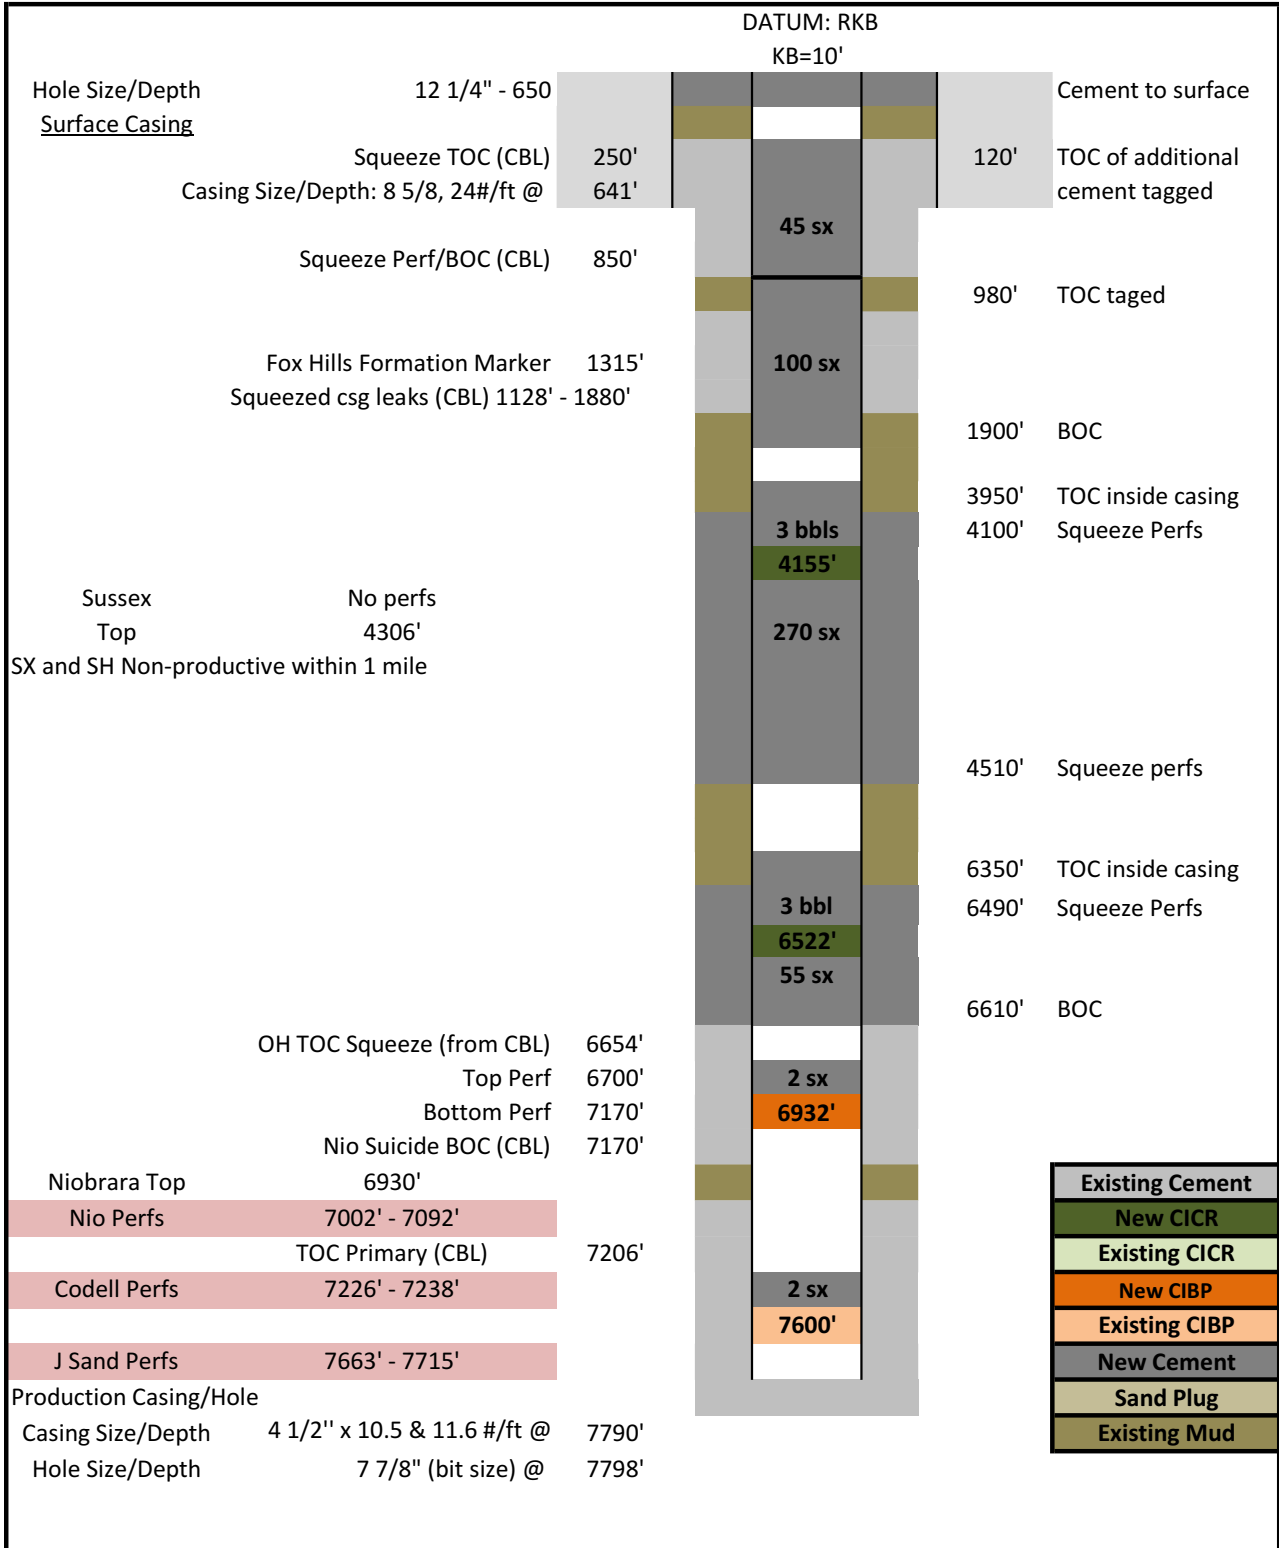 DATUM: RKB
KB=10'
Hole Size/Depth 12 1/4" - 650 Cement to surface
Surface Casing
Squeeze TOC (CBL) 250' 120' TOC of additional
Casing Size/Depth: 8 5/8, 24#/ft @ 641' cement tagged
45 sx
Squeeze Perf/BOC (CBL) 850'
980' TOC taged
Fox Hills Formation Marker 1315' 100 sx
Squeezed csg leaks (CBL) 1128' - 1880'
1900' BOC
3950' TOC inside casing
3 bbls 4100' Squeeze Perfs
4155'
Sussex No perfs
Top 4306' 270 sx
SX and SH Non-productive within 1 mile
4510' Squeeze perfs
6350' TOC inside casing
3 bbl 6490' Squeeze Perfs
6522'
55 sx
6610' BOC
OH TOC Squeeze (from CBL) 6654'
Top Perf 6700' 2 sx
Bottom Perf 7170' 6932'
Nio Suicide BOC (CBL) 7170'
Niobrara Top 6930' Existing Cement
Nio Perfs 7002' - 7092' New CICR
TOC Primary (CBL) 7206' Existing CICR
Codell Perfs 7226' - 7238' 2 sx New CIBP
7600' Existing CIBP
J Sand Perfs 7663' - 7715' New Cement
Production Casing/Hole Sand Plug
Casing Size/Depth 4 1/2'' x 10.5 & 11.6 #/ft @ 7790' Existing Mud
Hole Size/Depth 7 7/8" (bit size) @ 7798'